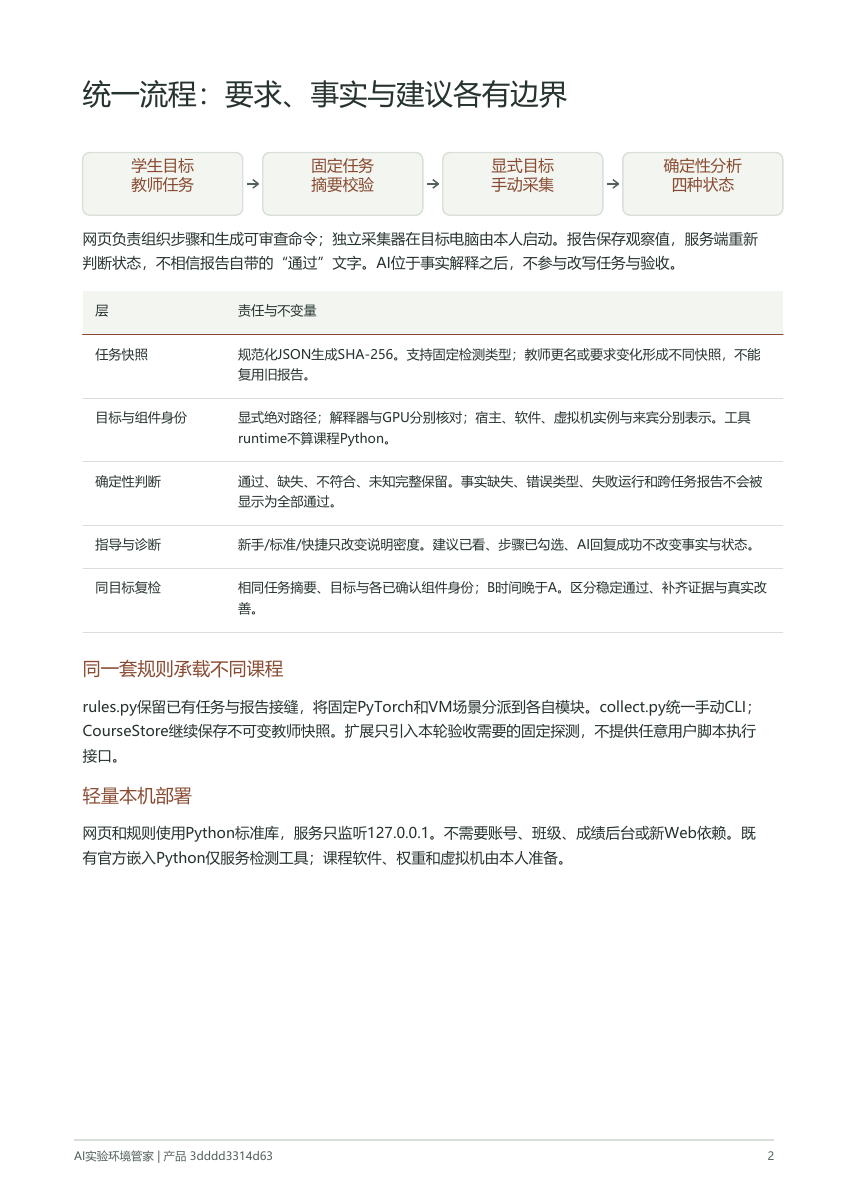 统一流程：要求、事实与建议各有边界
学生目标
教师任务
固定任务
摘要校验
显式目标
手动采集
确定性分析
四种状态
网页负责组织步骤和生成可审查命令；独立采集器在目标电脑由本人启动。报告保存观察值，服务端重新
判断状态，不相信报告自带的“通过”文字。AI位于事实解释之后，不参与改写任务与验收。
层
责任与不变量
任务快照
规范化JSON生成SHA-256。支持固定检测类型；教师更名或要求变化形成不同快照，不能
复用旧报告。
目标与组件身份
显式绝对路径；解释器与GPU分别核对；宿主、软件、虚拟机实例与来宾分别表示。工具
runtime不算课程Python。
确定性判断
通过、缺失、不符合、未知完整保留。事实缺失、错误类型、失败运行和跨任务报告不会被
显示为全部通过。
指导与诊断
新手/标准/快捷只改变说明密度。建议已看、步骤已勾选、AI回复成功不改变事实与状态。
同目标复检
相同任务摘要、目标与各已确认组件身份；B时间晚于A。区分稳定通过、补齐证据与真实改
善。
同一套规则承载不同课程
rules.py保留已有任务与报告接缝，将固定PyTorch和VM场景分派到各自模块。collect.py统一手动CLI；
CourseStore继续保存不可变教师快照。扩展只引入本轮验收需要的固定探测，不提供任意用户脚本执行
接口。
轻量本机部署
网页和规则使用Python标准库，服务只监听127.0.0.1。不需要账号、班级、成绩后台或新Web依赖。既
有官方嵌入Python仅服务检测工具；课程软件、权重和虚拟机由本人准备。
AI实验环境管家 | 产品 3dddd3314d63
2